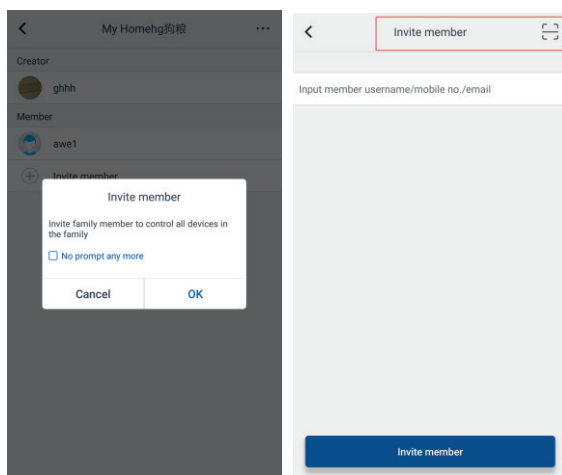 My Homehg狗粮
Creator
ghhh
Member
awe1
Invite member
Invite member
Invite family member to control all devices in
the family
No prompt any more
Cancel
OK
Invite member
Input member username/mobile no./email
Invite member